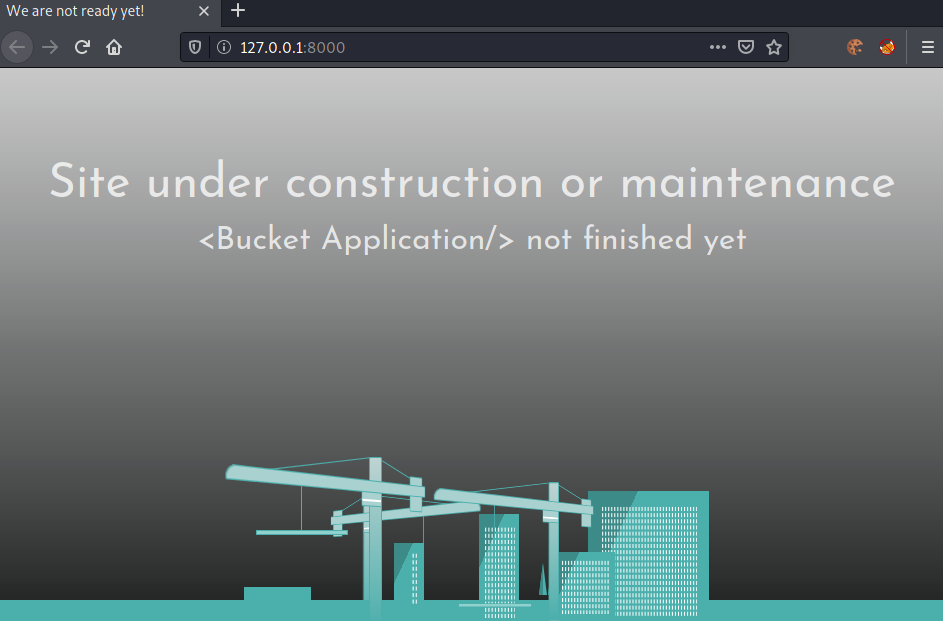 We are not ready yet!
127.0.0.1:8000
Site under construction or maintenance
<Bucket Application/> not finished yet